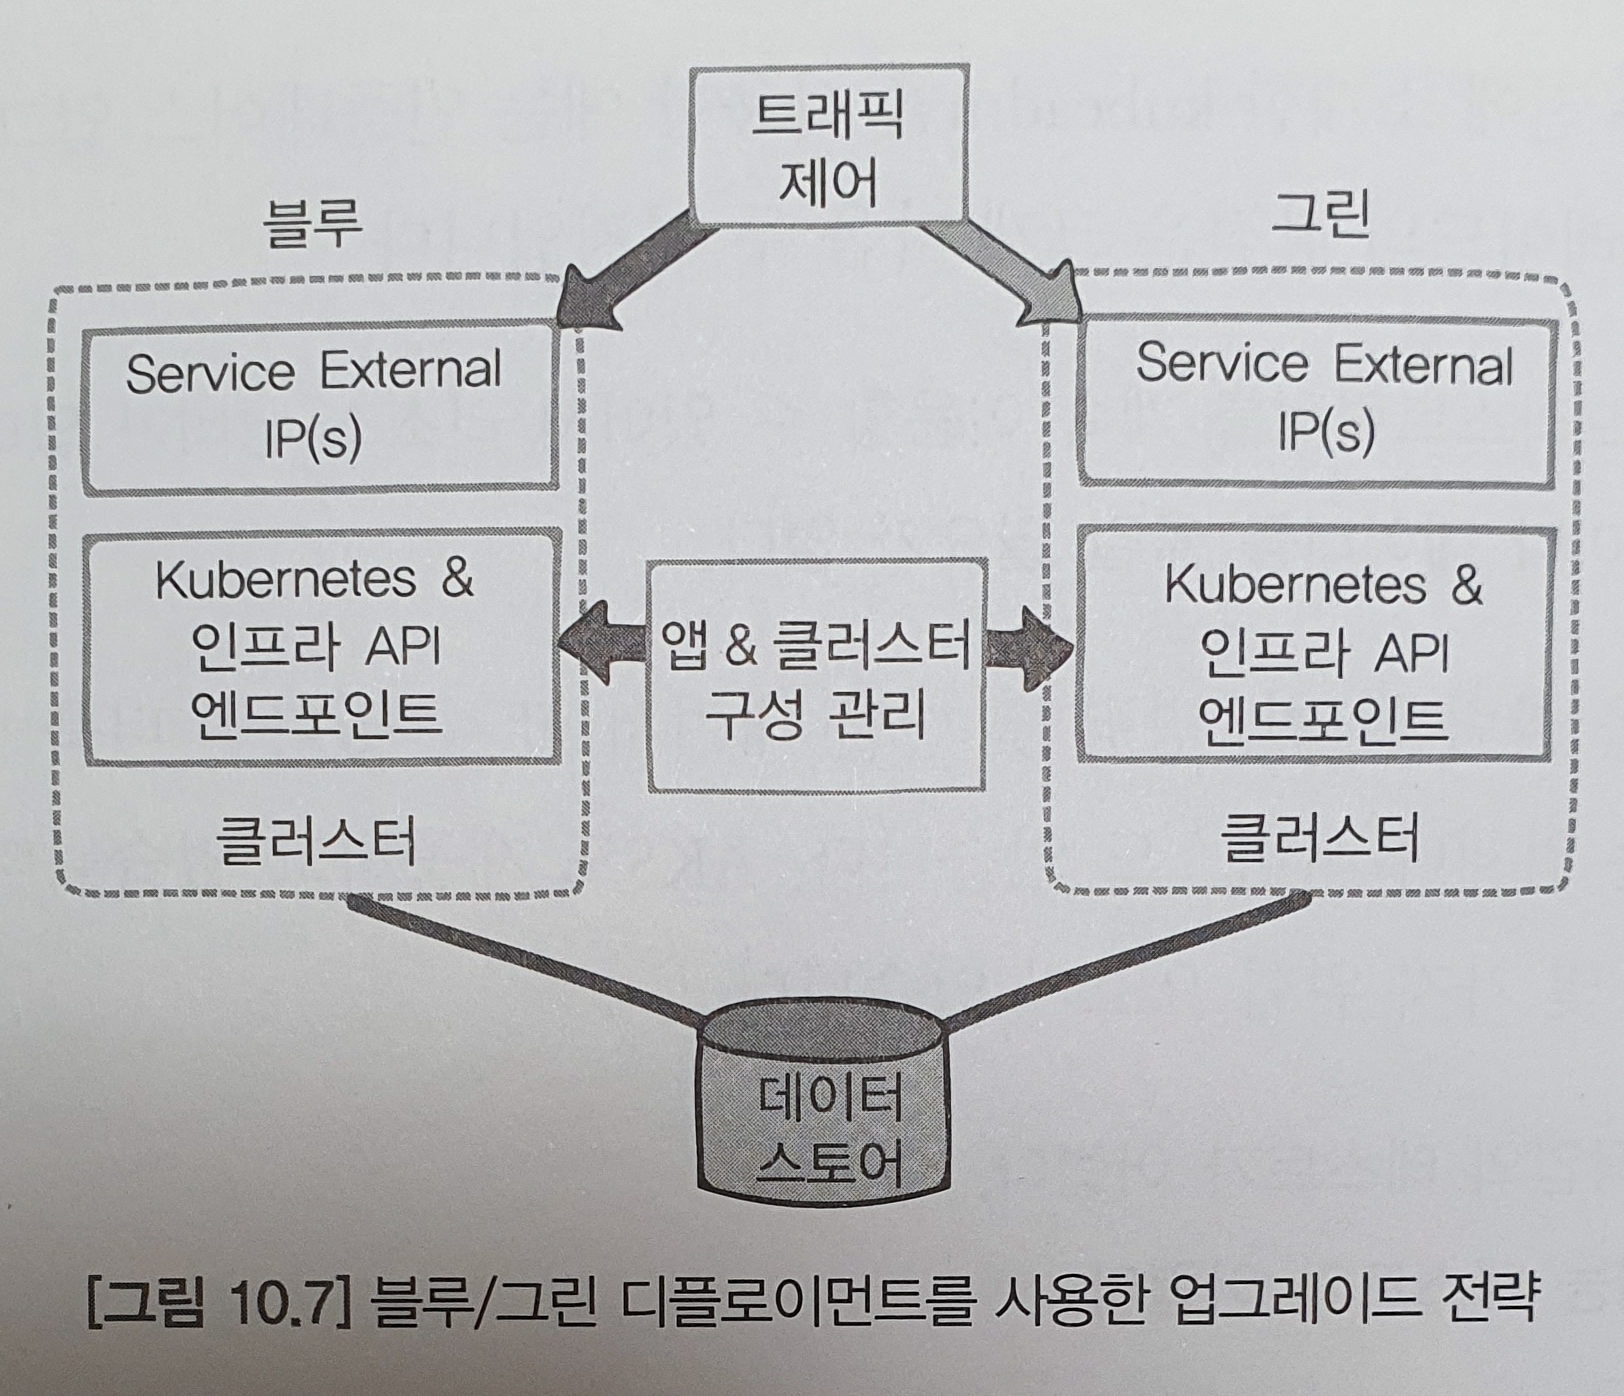 트래픽
제어
블루
그린
Service External
IP(s)
Service External
IP(s)
Kubernetes &
인프라 API
엔드포인트
앱 & 클러스터
구성 관리
Kubernetes &
인프라 API
엔드포인트
클러스터
클러스터
데이터
스토어
[그림 10.7] 블루/그린 디플로이먼트를 사용한 업그레이드 전략